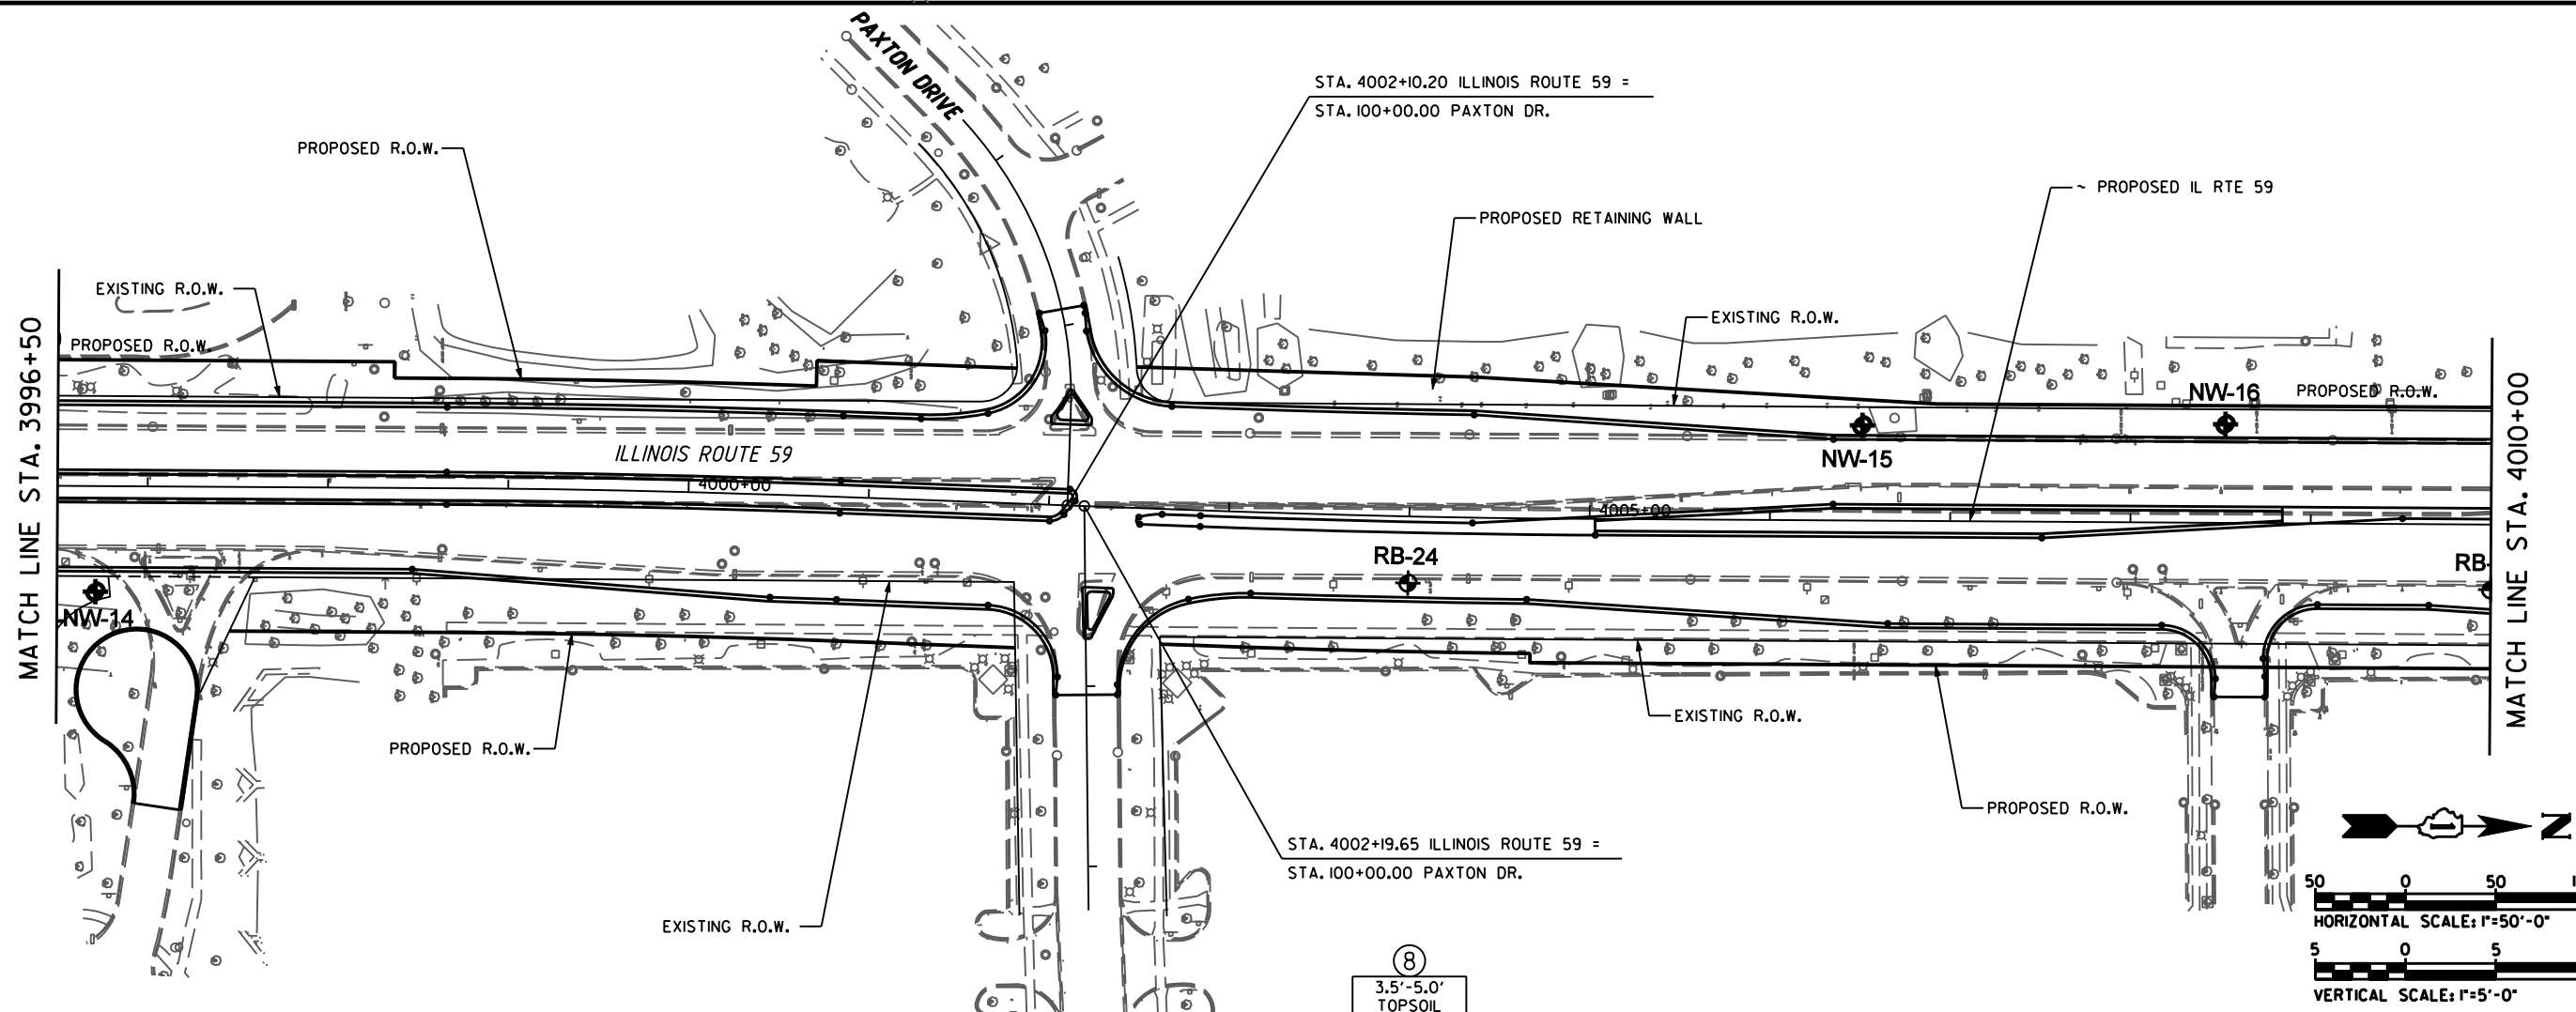 PAXTON DRIVE
STA. 4002+10.20 ILLINOIS ROUTE 59 =
STA. 100+00.00 PAXTON DR.
PROPOSED R.O.W.
~ PROPOSED IL RTE 59
PROPOSED RETAINING WALL
EXISTING R.O.W.
EXISTING R.O.W.
PROPOSED R.O.W.
NW-16
PROPOSED R.O.W.
MATCH LINE STA. 3996+50
MATCH LINE STA. 4010+00
ILLINOIS ROUTE 59
NW-15
4000+00
4005+00
RB-24
RB-
NW-14
EXISTING R.O.W.
PROPOSED R.O.W.
PROPOSED R.O.W.
N
STA. 4002+19.65 ILLINOIS ROUTE 59 =
STA. 100+00.00 PAXTON DR.
EXISTING R.O.W.
50 0 50 1
HORIZONTAL SCALE: 1"=50'-0"
5 0 5
VERTICAL SCALE: 1"=5'-0"
8
3.5'-5.0'
TOPSOIL